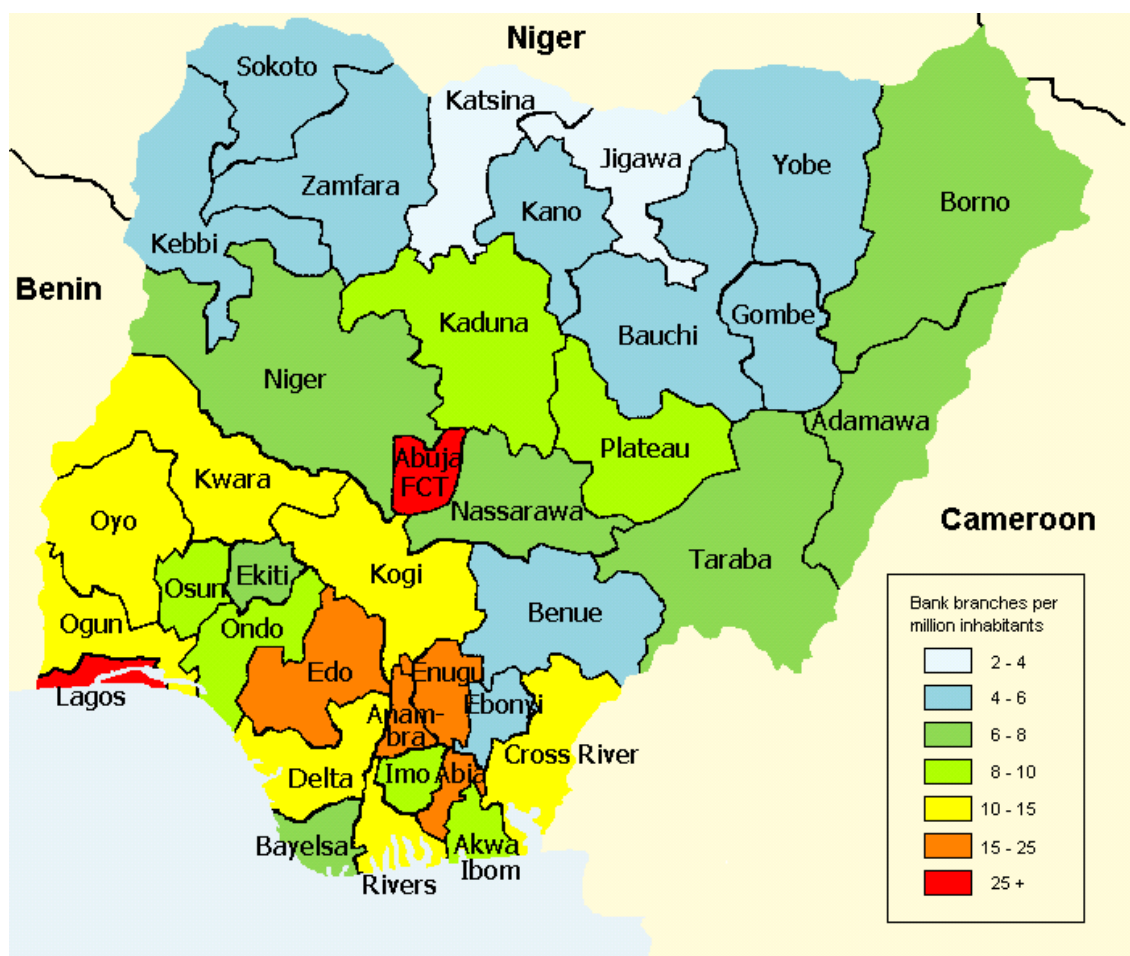 Niger
Sokoto
Katsina
Jigawa
Yobe
Zamfara
Kano
Borno
Kebbi
Benin
Kaduna
Gombe
Bauchi
Niger
Adamawa
Abuja
FCT
Plateau
Kwara
Nassarawa
Oyo
Cameroon
Taraba
Osun
Ekiti
Kogi
Benue
Ogun
Ondo
Edo
Enugu
Lagos
Ebonyi
Anam-
bra
Cross River
Delta
Imo
Abia
Bayelsa
Akwa
Ibom
Rivers
Bank branches per
million inhabitants
2 - 4
4 - 6
6 - 8
8 - 10
10 - 15
15 - 25
25 +